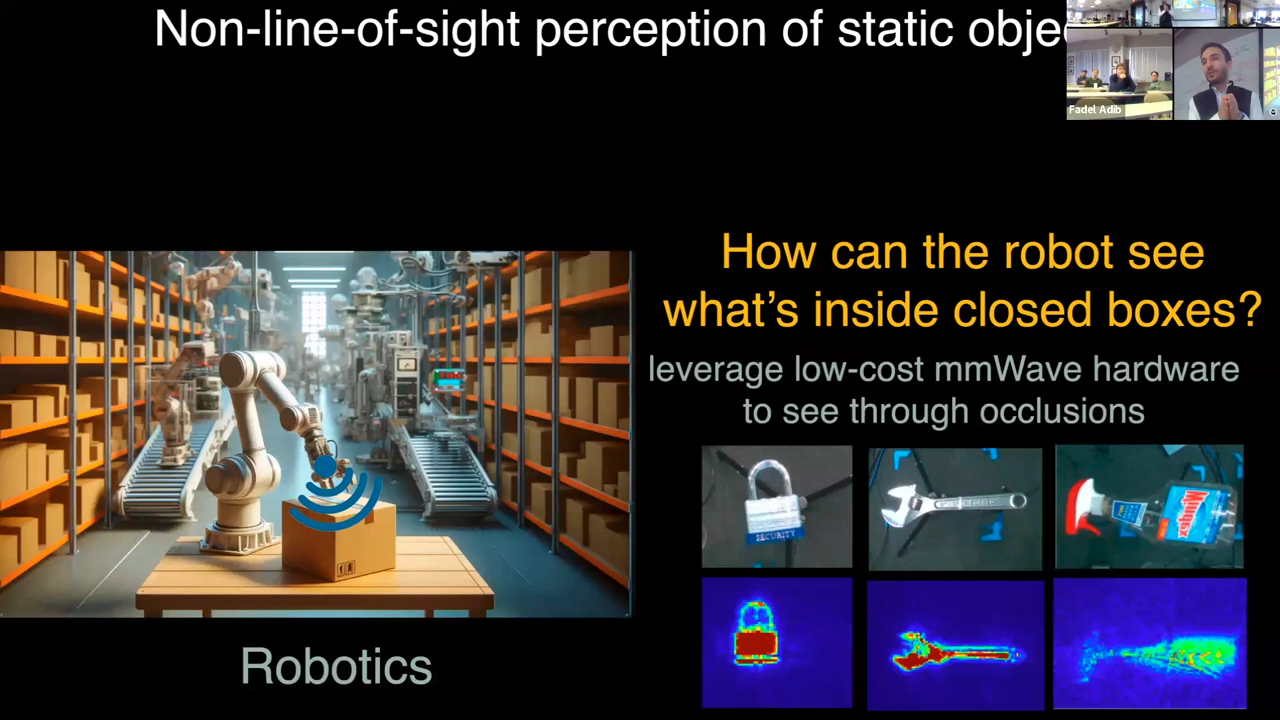 Non-line-of-sight perception of static obje
Fadel Adib
How can the robot see
what's inside closed boxes?
leverage low-cost mmWave hardware
to see through occlusions
SECURITY
Windex
Robotics